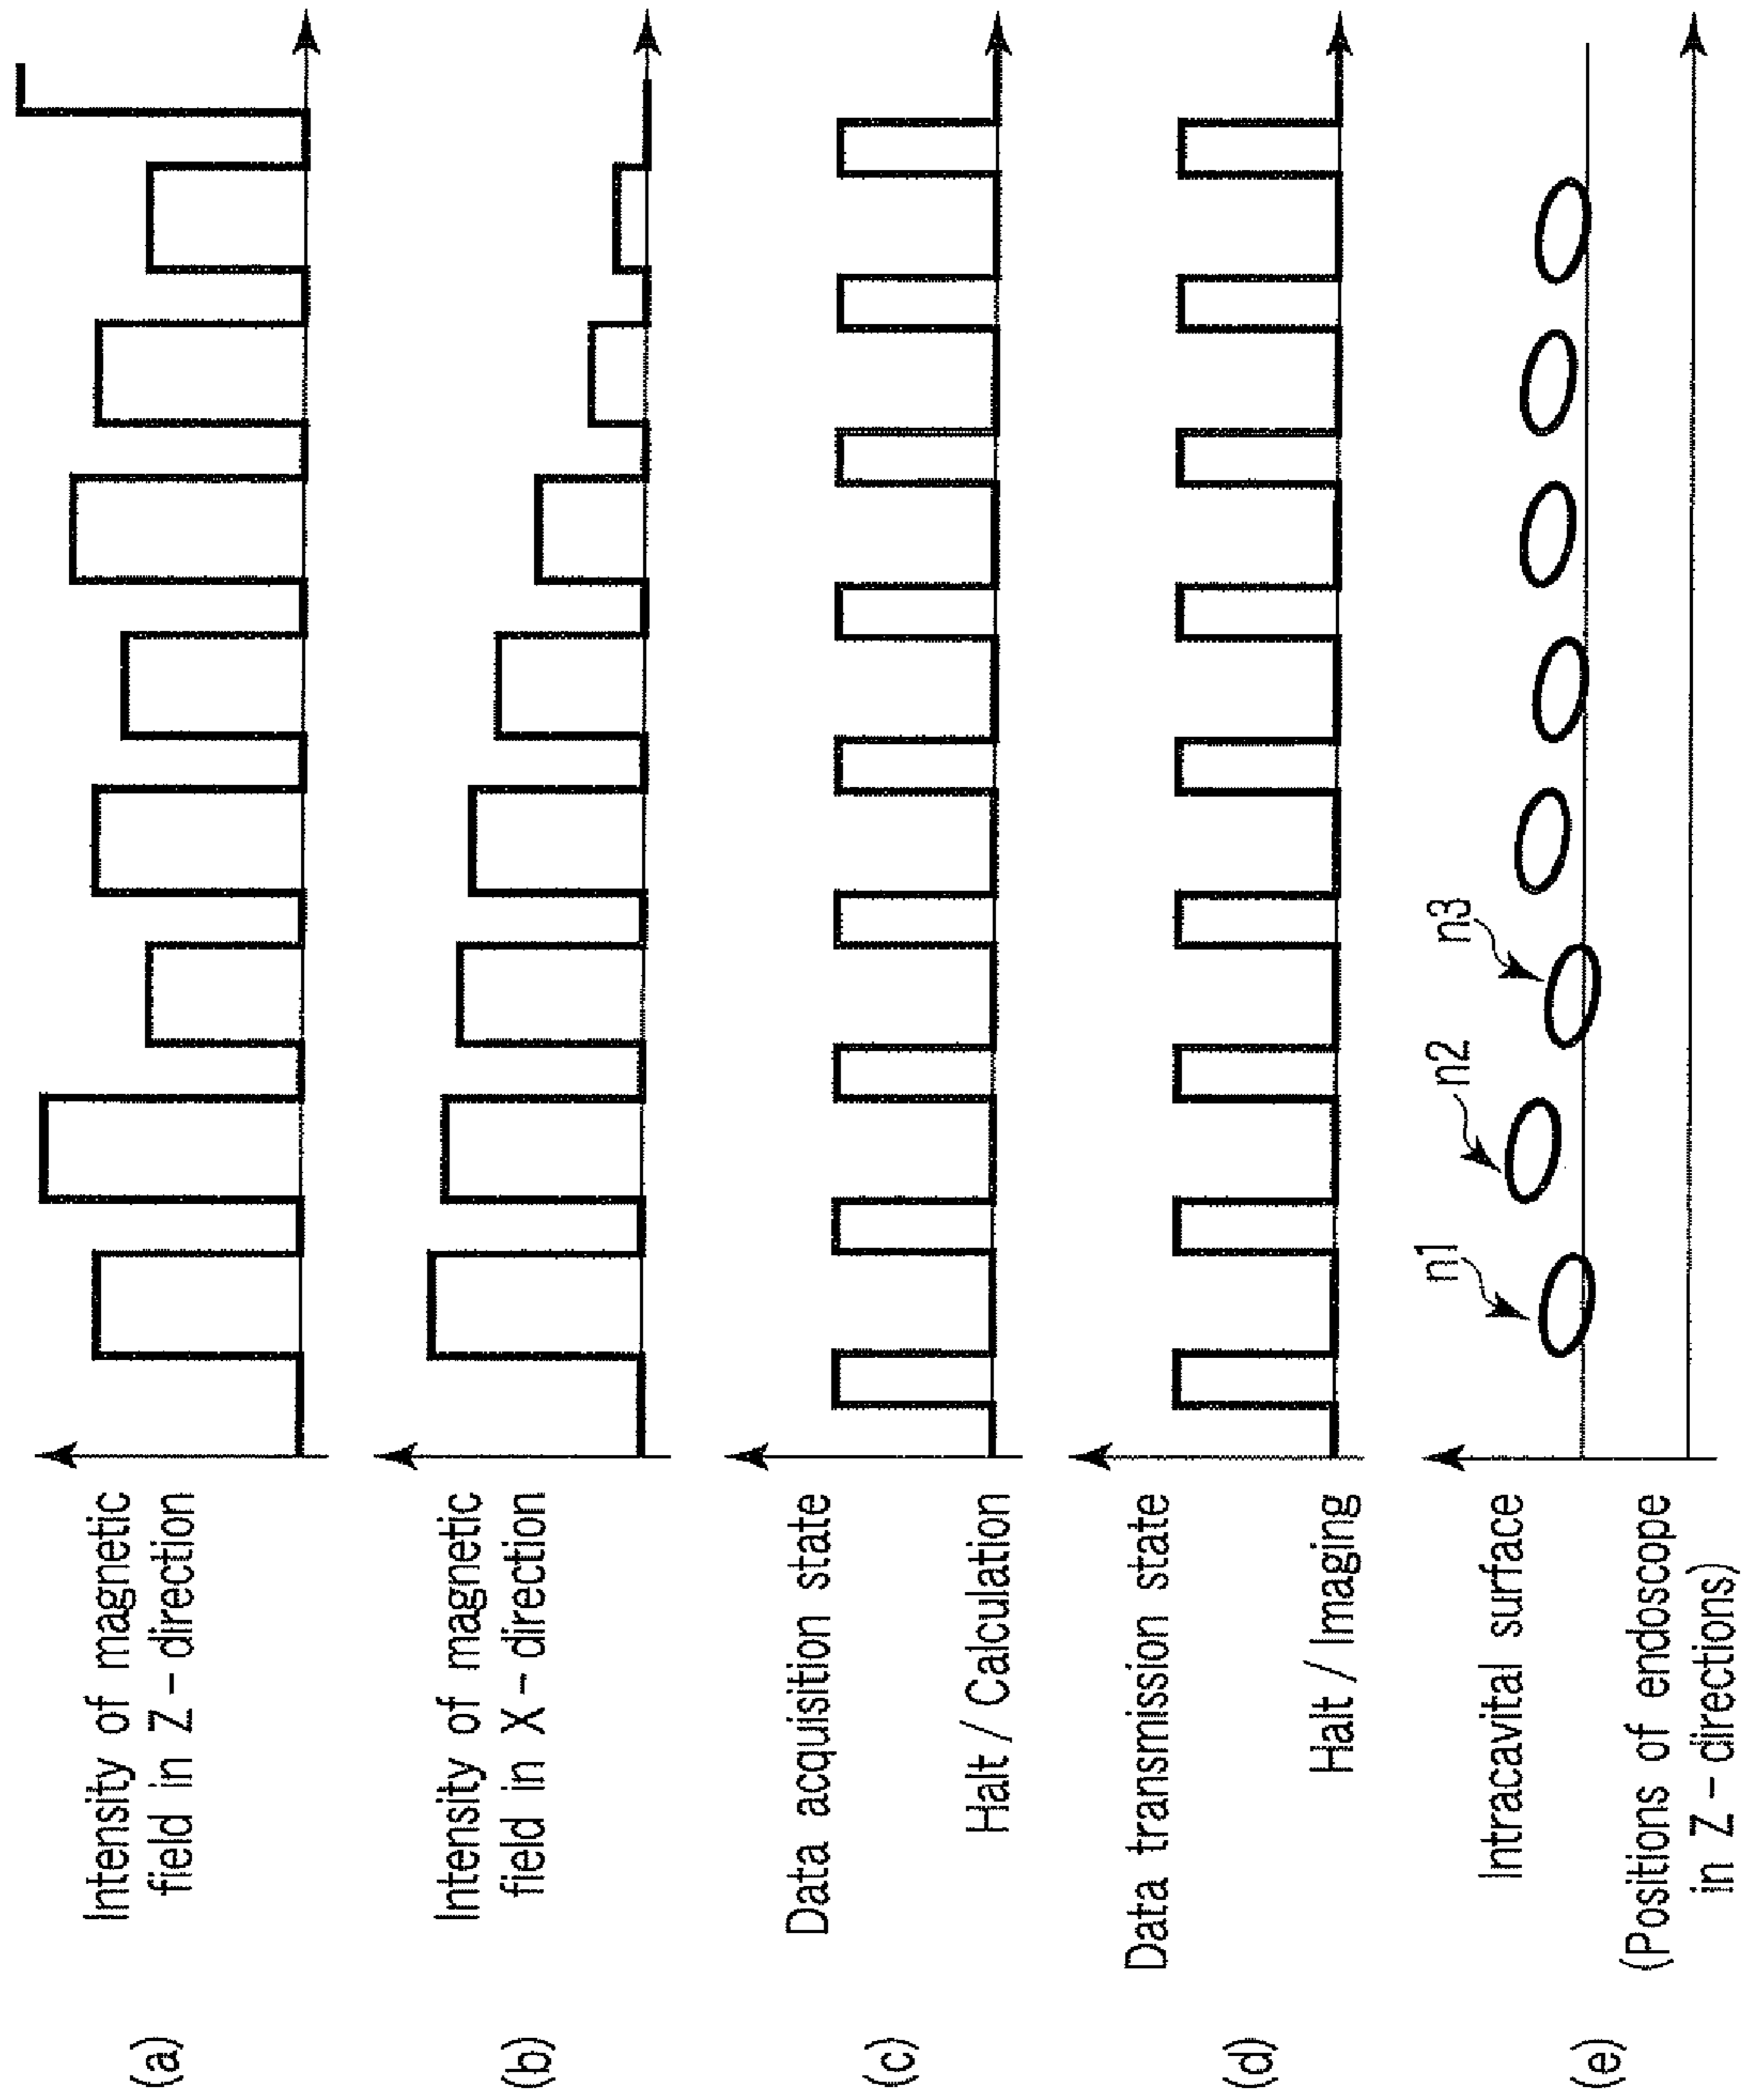 (a)
Intensity of magnetic
field in Z – direction
(b)
Intensity of magnetic
field in X – direction
(c)
Data acquisition state
Halt / Calculation
(d)
Data transmission state
Halt / Imaging
(e)
Intracavital surface
(Positions of endoscope
in Z – directions)
n1
n2
n3